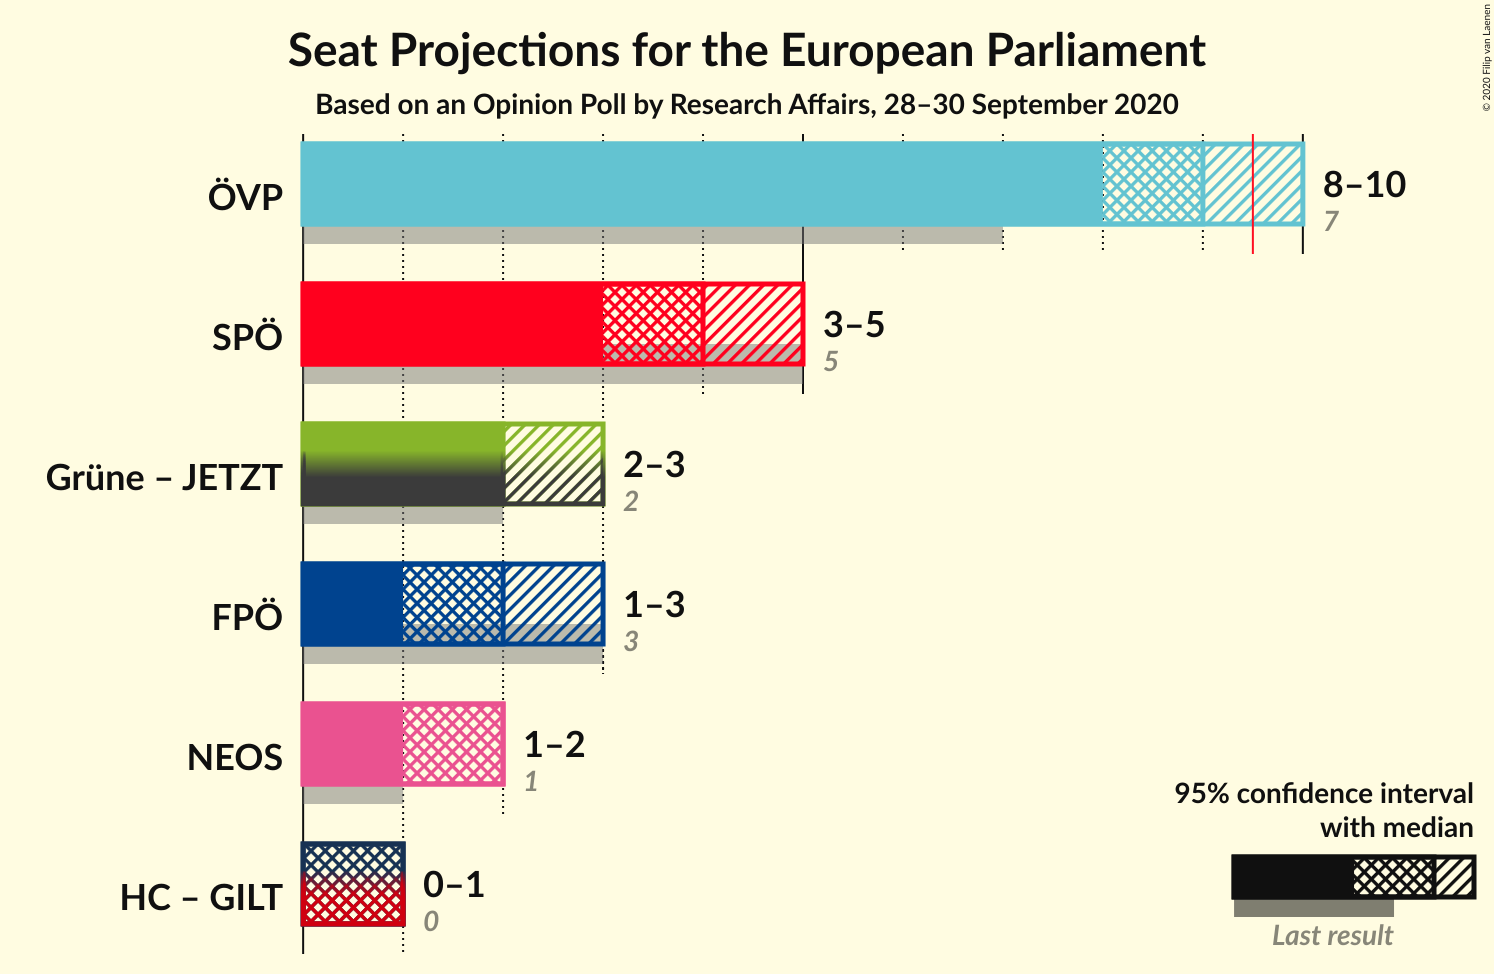 Seat Projections for the European Parliament
Based on an Opinion Poll by Research Affairs, 28–30 September 2020
© 2020 Filip van Laenen
ÖVP
8–10
7
SPÖ
3–5
5
Grüne – JETZT
2–3
2
FPÖ
1–3
3
NEOS
1–2
1
HC – GILT
0–1
0
95% confidence interval
with median
Last result